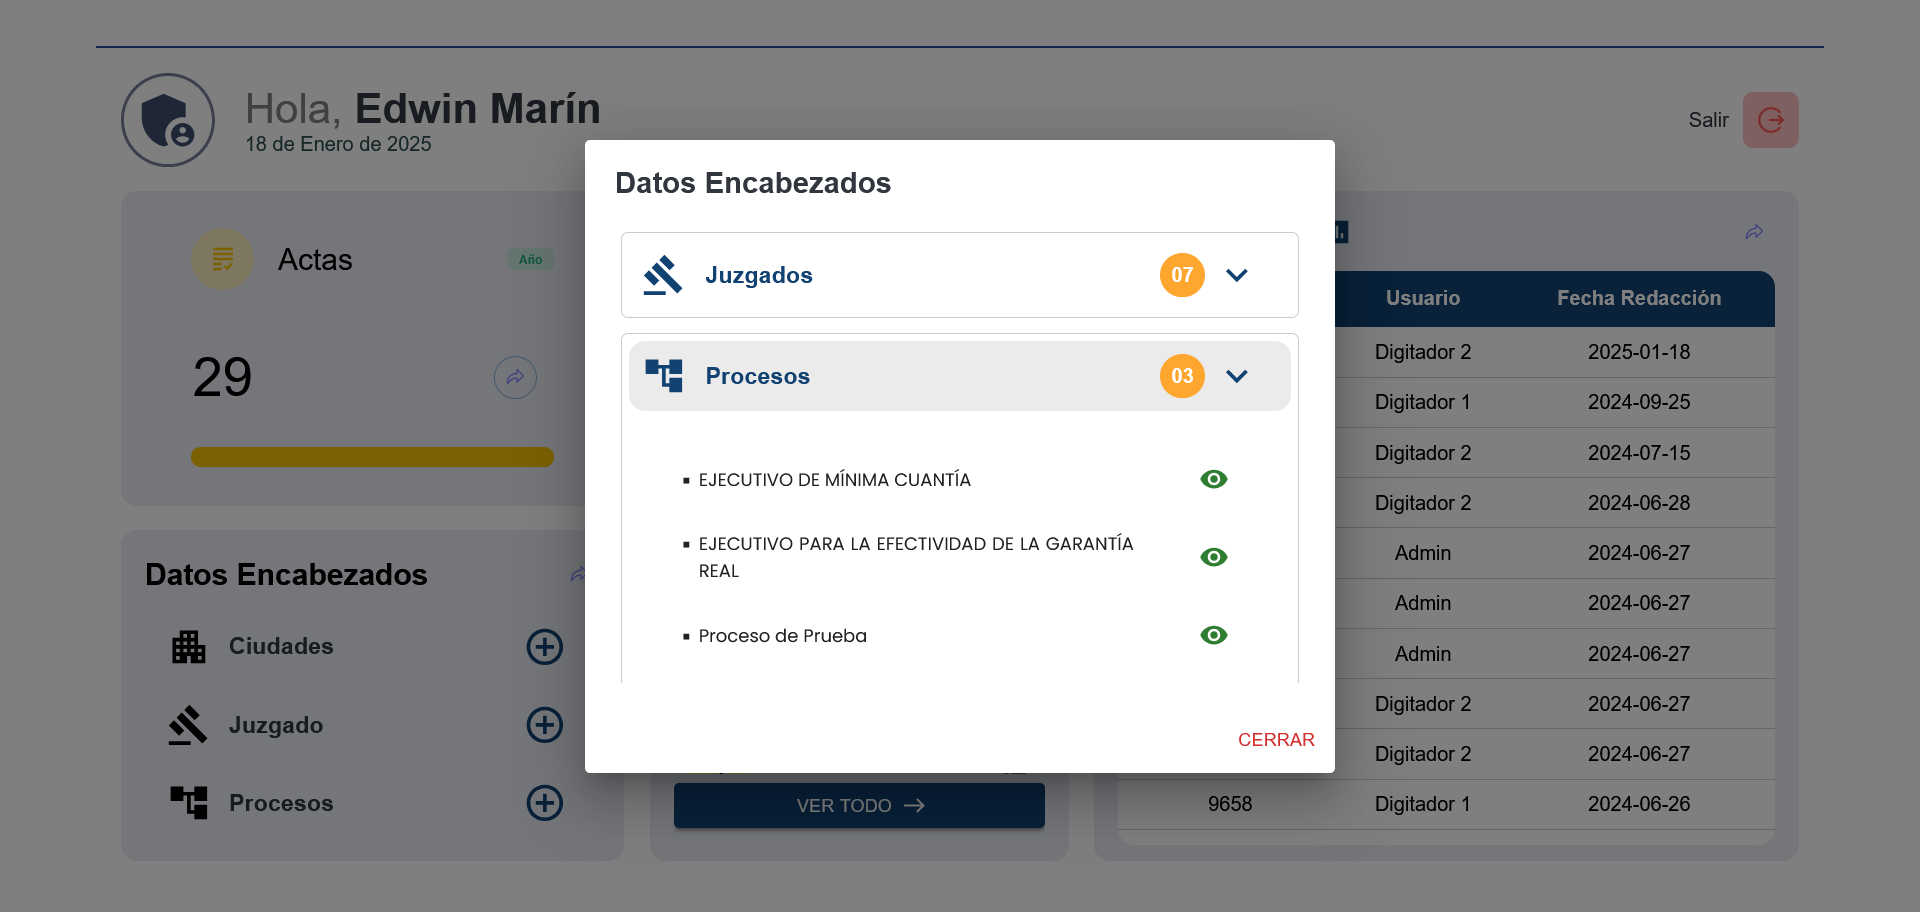 Hola, Edwin Marín
18 de Enero de 2025
Salir
Actas
Año
29
Datos Encabezados
Ciudades
Juzgado
Procesos
Datos Encabezados
Juzgados
07
Procesos
03
EJECUTIVO DE MÍNIMA CUANTÍA
EJECUTIVO PARA LA EFECTIVIDAD DE LA GARANTÍA
REAL
Proceso de Prueba
CERRAR
VER TODO
Usuario Fecha Redacción
Digitador 2 2025-01-18
Digitador 1 2024-09-25
Digitador 2 2024-07-15
Digitador 2 2024-06-28
Admin 2024-06-27
Admin 2024-06-27
Admin 2024-06-27
Digitador 2 2024-06-27
Digitador 2 2024-06-27
9658 Digitador 1 2024-06-26